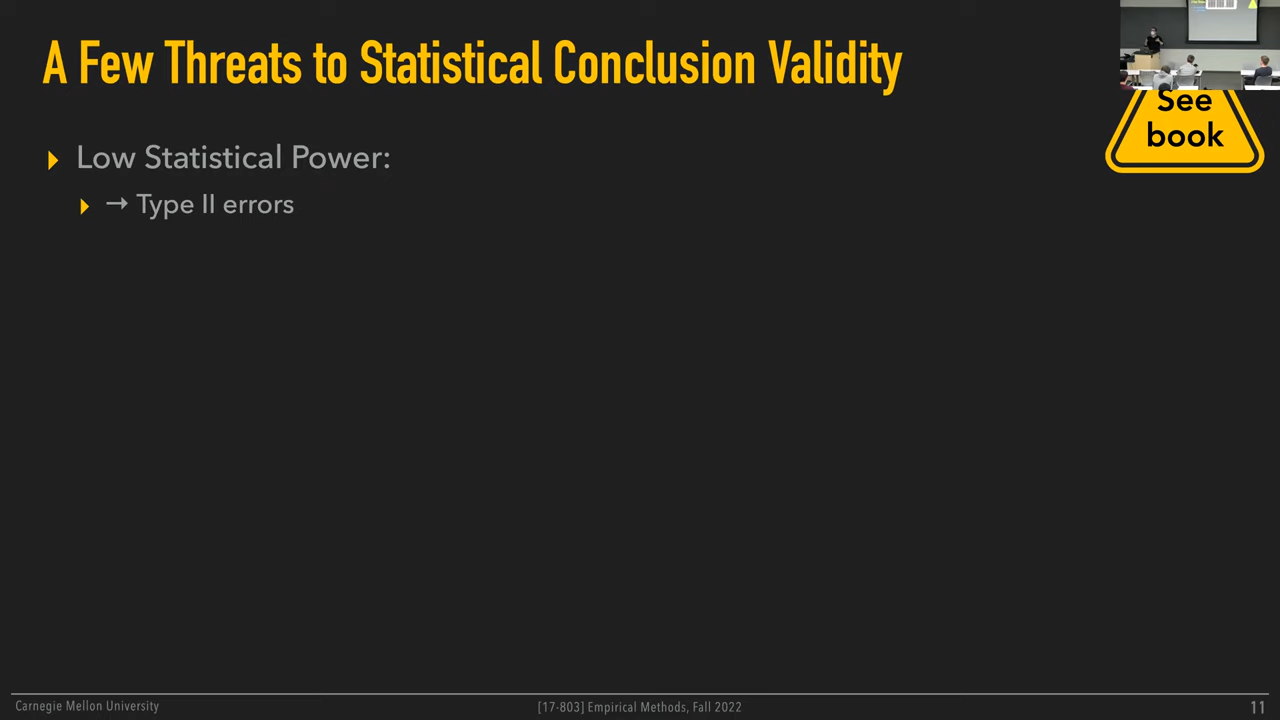 A Few Threats to Statistical Conclusion Validity
See
book
Low Statistical Power:
→ Type II errors
Carnegie Mellon University
[17-803] Empirical Methods, Fall 2022
11